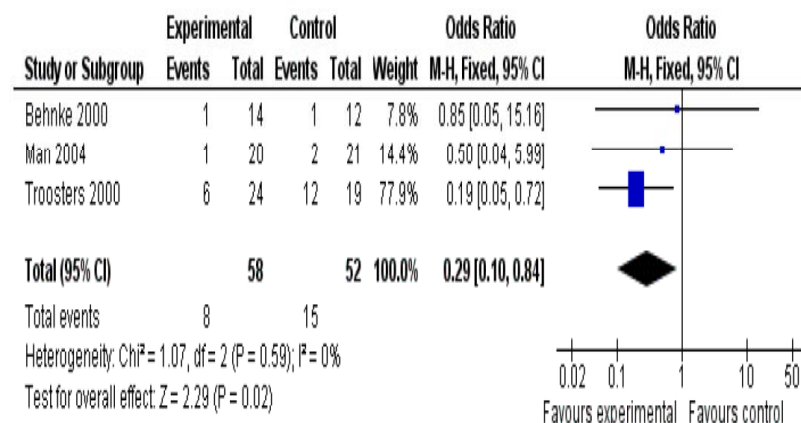 Experimental Control Odds Ratio Odds Ratio
Study or Subgroup Events Total Events Total Weight M-H, Fixed, 95% CI M-H, Fixed, 95% CI
Behnke 2000 1 14 1 12 7.8% 0.85 [0.05, 15.16]
Man 2004 1 20 2 21 14.4% 0.50 [0.04, 5.99]
Troosters 2000 6 24 12 19 77.9% 0.19 [0.05, 0.72]
Total (95% CI) 58 52 100.0% 0.29 [0.10, 0.84]
Total events 8 15
Heterogeneity: Chi² = 1.07, df = 2 (P = 0.59); I² = 0%
Test for overall effect: Z = 2.29 (P = 0.02)
0.02 0.1 1 10 50
Favours experimental Favours control